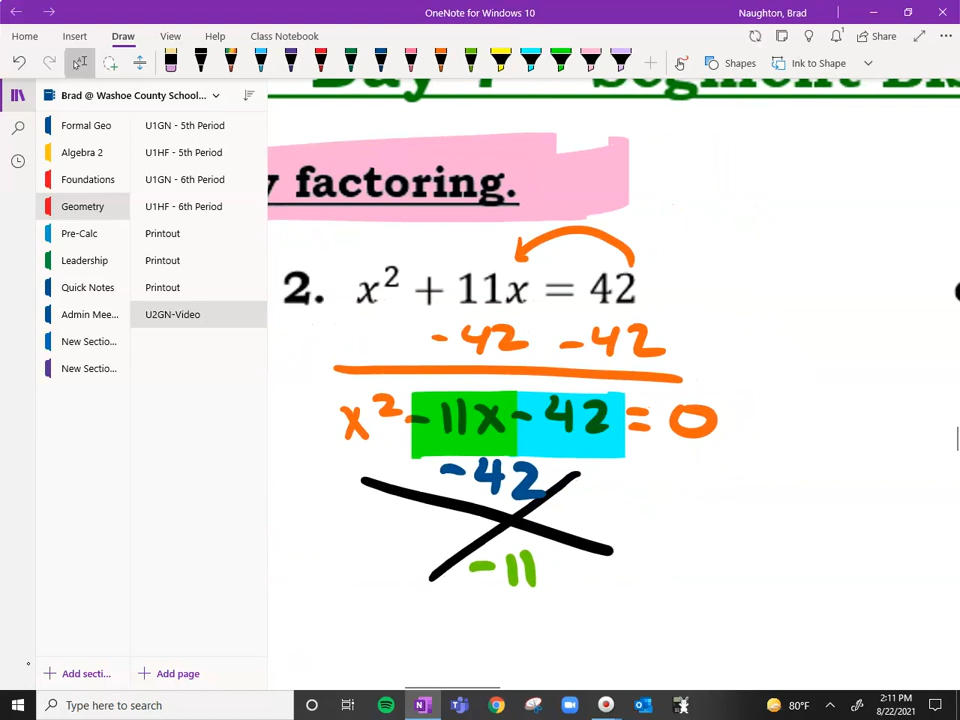 OneNote for Windows 10
Naughton, Brad
Home Insert Draw View Help Class Notebook
Share
Shapes
Ink to Shape
Brad @ Washoe County School...
Formal Geo
Algebra 2
Foundations
Geometry
Pre-Calc
Leadership
Quick Notes
Admin Mee...
New Sectio...
New Sectio...
U1GN - 5th Period
U1HF - 5th Period
U1GN - 6th Period
U1HF - 6th Period
Printout
Printout
Printout
U2GN-Video
Add secti...
Add page
y factoring.
2. x² + 11x = 42
-42 -42
x² -11x - 42 = 0
-42
-11
Type here to search
80°F
2:11 PM
8/22/2021